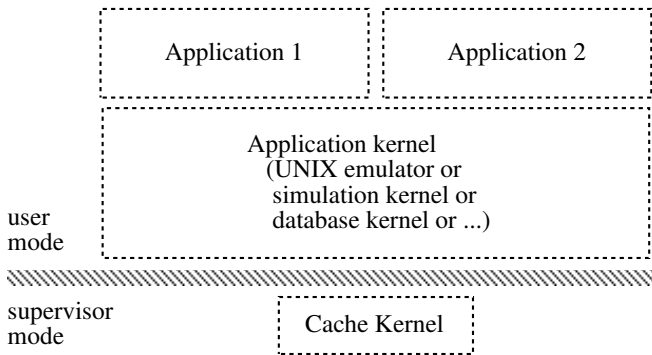 Application 1
Application 2
Application kernel
(UNIX emulator or
simulation kernel or
database kernel or ...)
user
mode
supervisor
mode
Cache Kernel